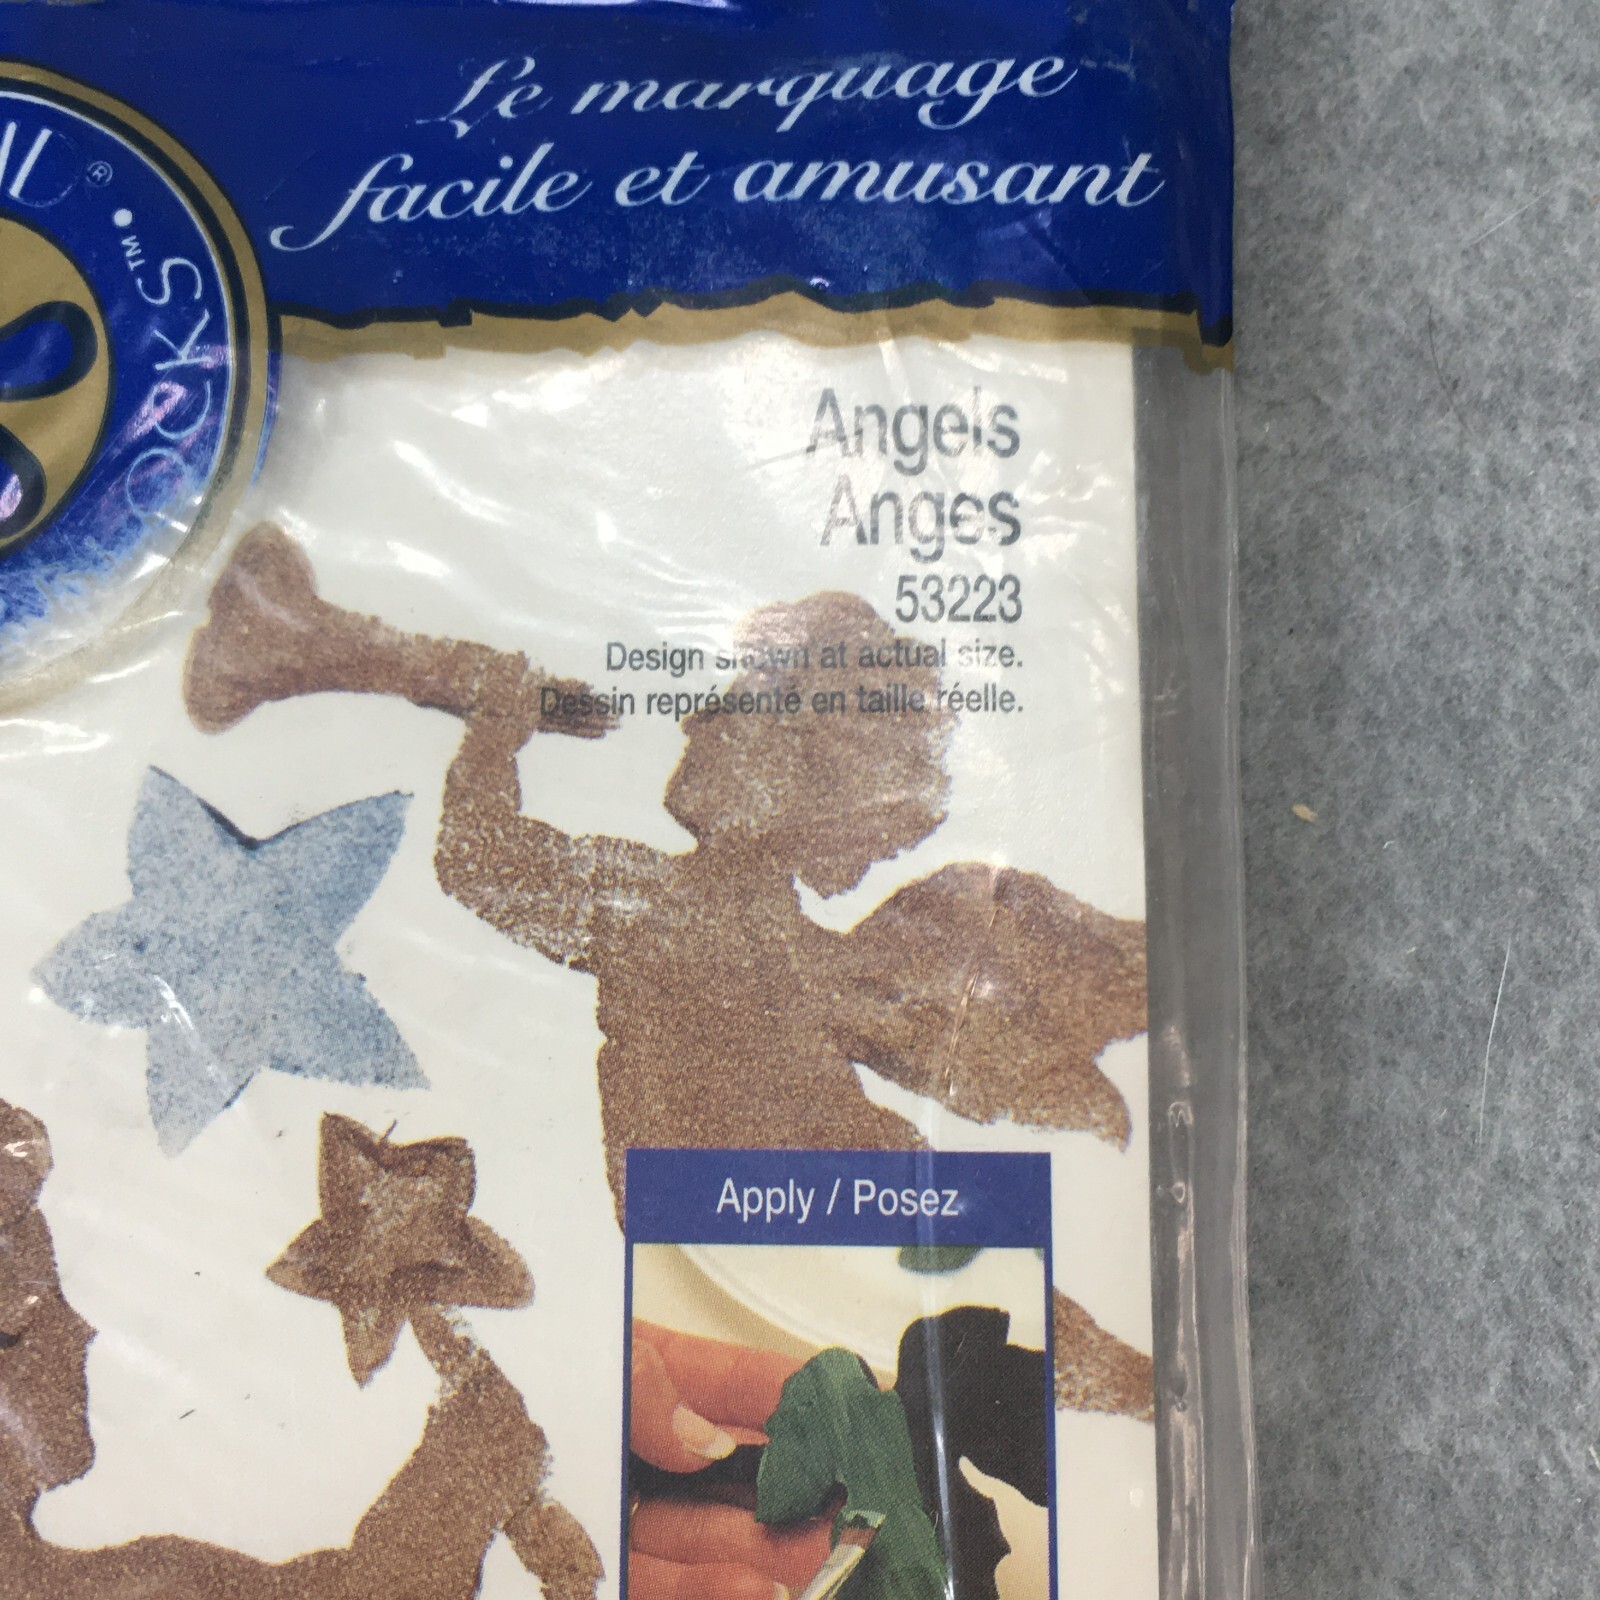 Le marquage
facile et amusant
®
™
Angels
Anges
53223
Design shown at actual size.
Dessin représenté en taille réelle.
Apply / Posez